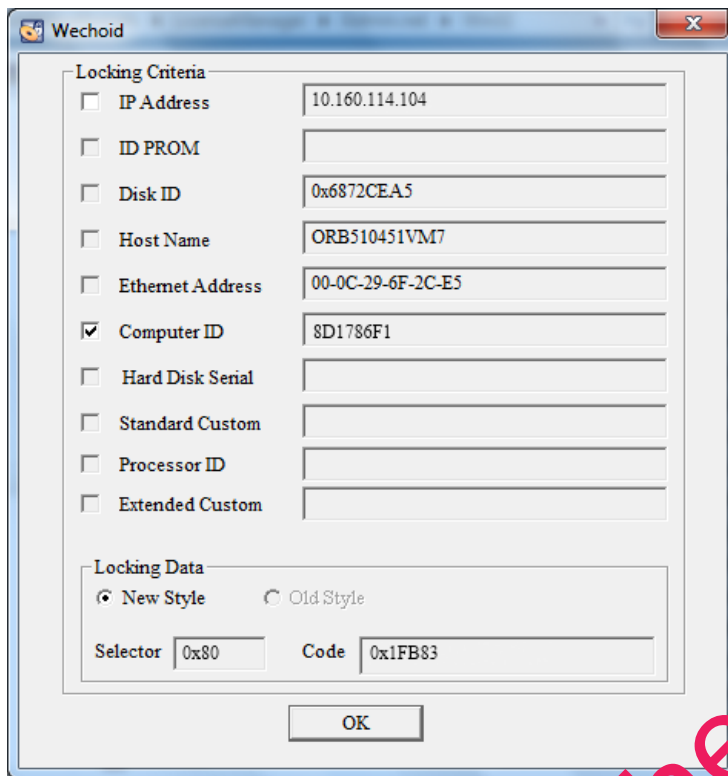 Wechoid
Locking Criteria
IP Address 10.160.114.104
ID PROM
Disk ID 0x6872CEA5
Host Name ORB510451VM7
Ethernet Address 00-0C-29-6F-2C-E5
Computer ID 8D1786F1
Hard Disk Serial
Standard Custom
Processor ID
Extended Custom
Locking Data
New Style Old Style
Selector 0x80 Code 0x1FB83
OK